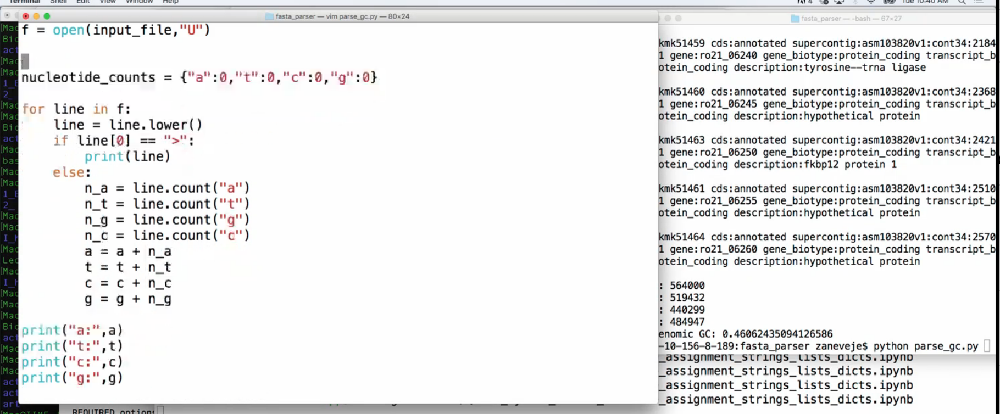 Terminal Shell Edit View Window Help
Tue 10:40 AM
fasta_parser — vim parse_gc.py — 80×24
f = open(input_file,"U")
nucleotide_counts = {"a":0,"t":0,"c":0,"g":0}
for line in f:
line = line.lower()
if line[0] == ">":
print(line)
else:
n_a = line.count("a")
n_t = line.count("t")
n_g = line.count("g")
n_c = line.count("c")
a = a + n_a
t = t + n_t
c = c + n_c
g = g + n_g
print("a:",a)
print("t:",t)
print("c:",c)
print("g:",g)
REQUIRED options
fasta_parser — -bash — 67×27
kmk51459 cds:annotated supercontig:asm103820v1:cont34:2184
1 gene:ro21_06240 gene_biotype:protein_coding transcript_b
otein_coding description:tyrosine--trna ligase
kmk51460 cds:annotated supercontig:asm103820v1:cont34:2368
1 gene:ro21_06245 gene_biotype:protein_coding transcript_b
otein_coding description:hypothetical protein
kmk51463 cds:annotated supercontig:asm103820v1:cont34:2421
1 gene:ro21_06250 gene_biotype:protein_coding transcript_b
otein_coding description:fkbp12 protein 1
kmk51461 cds:annotated supercontig:asm103820v1:cont34:2510
1 gene:ro21_06255 gene_biotype:protein_coding transcript_b
otein_coding description:hypothetical protein
kmk51464 cds:annotated supercontig:asm103820v1:cont34:2570
1 gene:ro21_06260 gene_biotype:protein_coding transcript_b
otein_coding description:hypothetical protein
: 564000
: 519432
: 440299
: 484947
enomic GC: 0.46062435094126586
-10-156-8-189:fasta_parser zaneveje$ python parse_gc.py
_assignment_strings_lists_dicts.ipynb
_assignment_strings_lists_dicts.ipynb
_assignment_strings_lists_dicts.ipynb
_assignment_strings_lists_dicts.ipynb